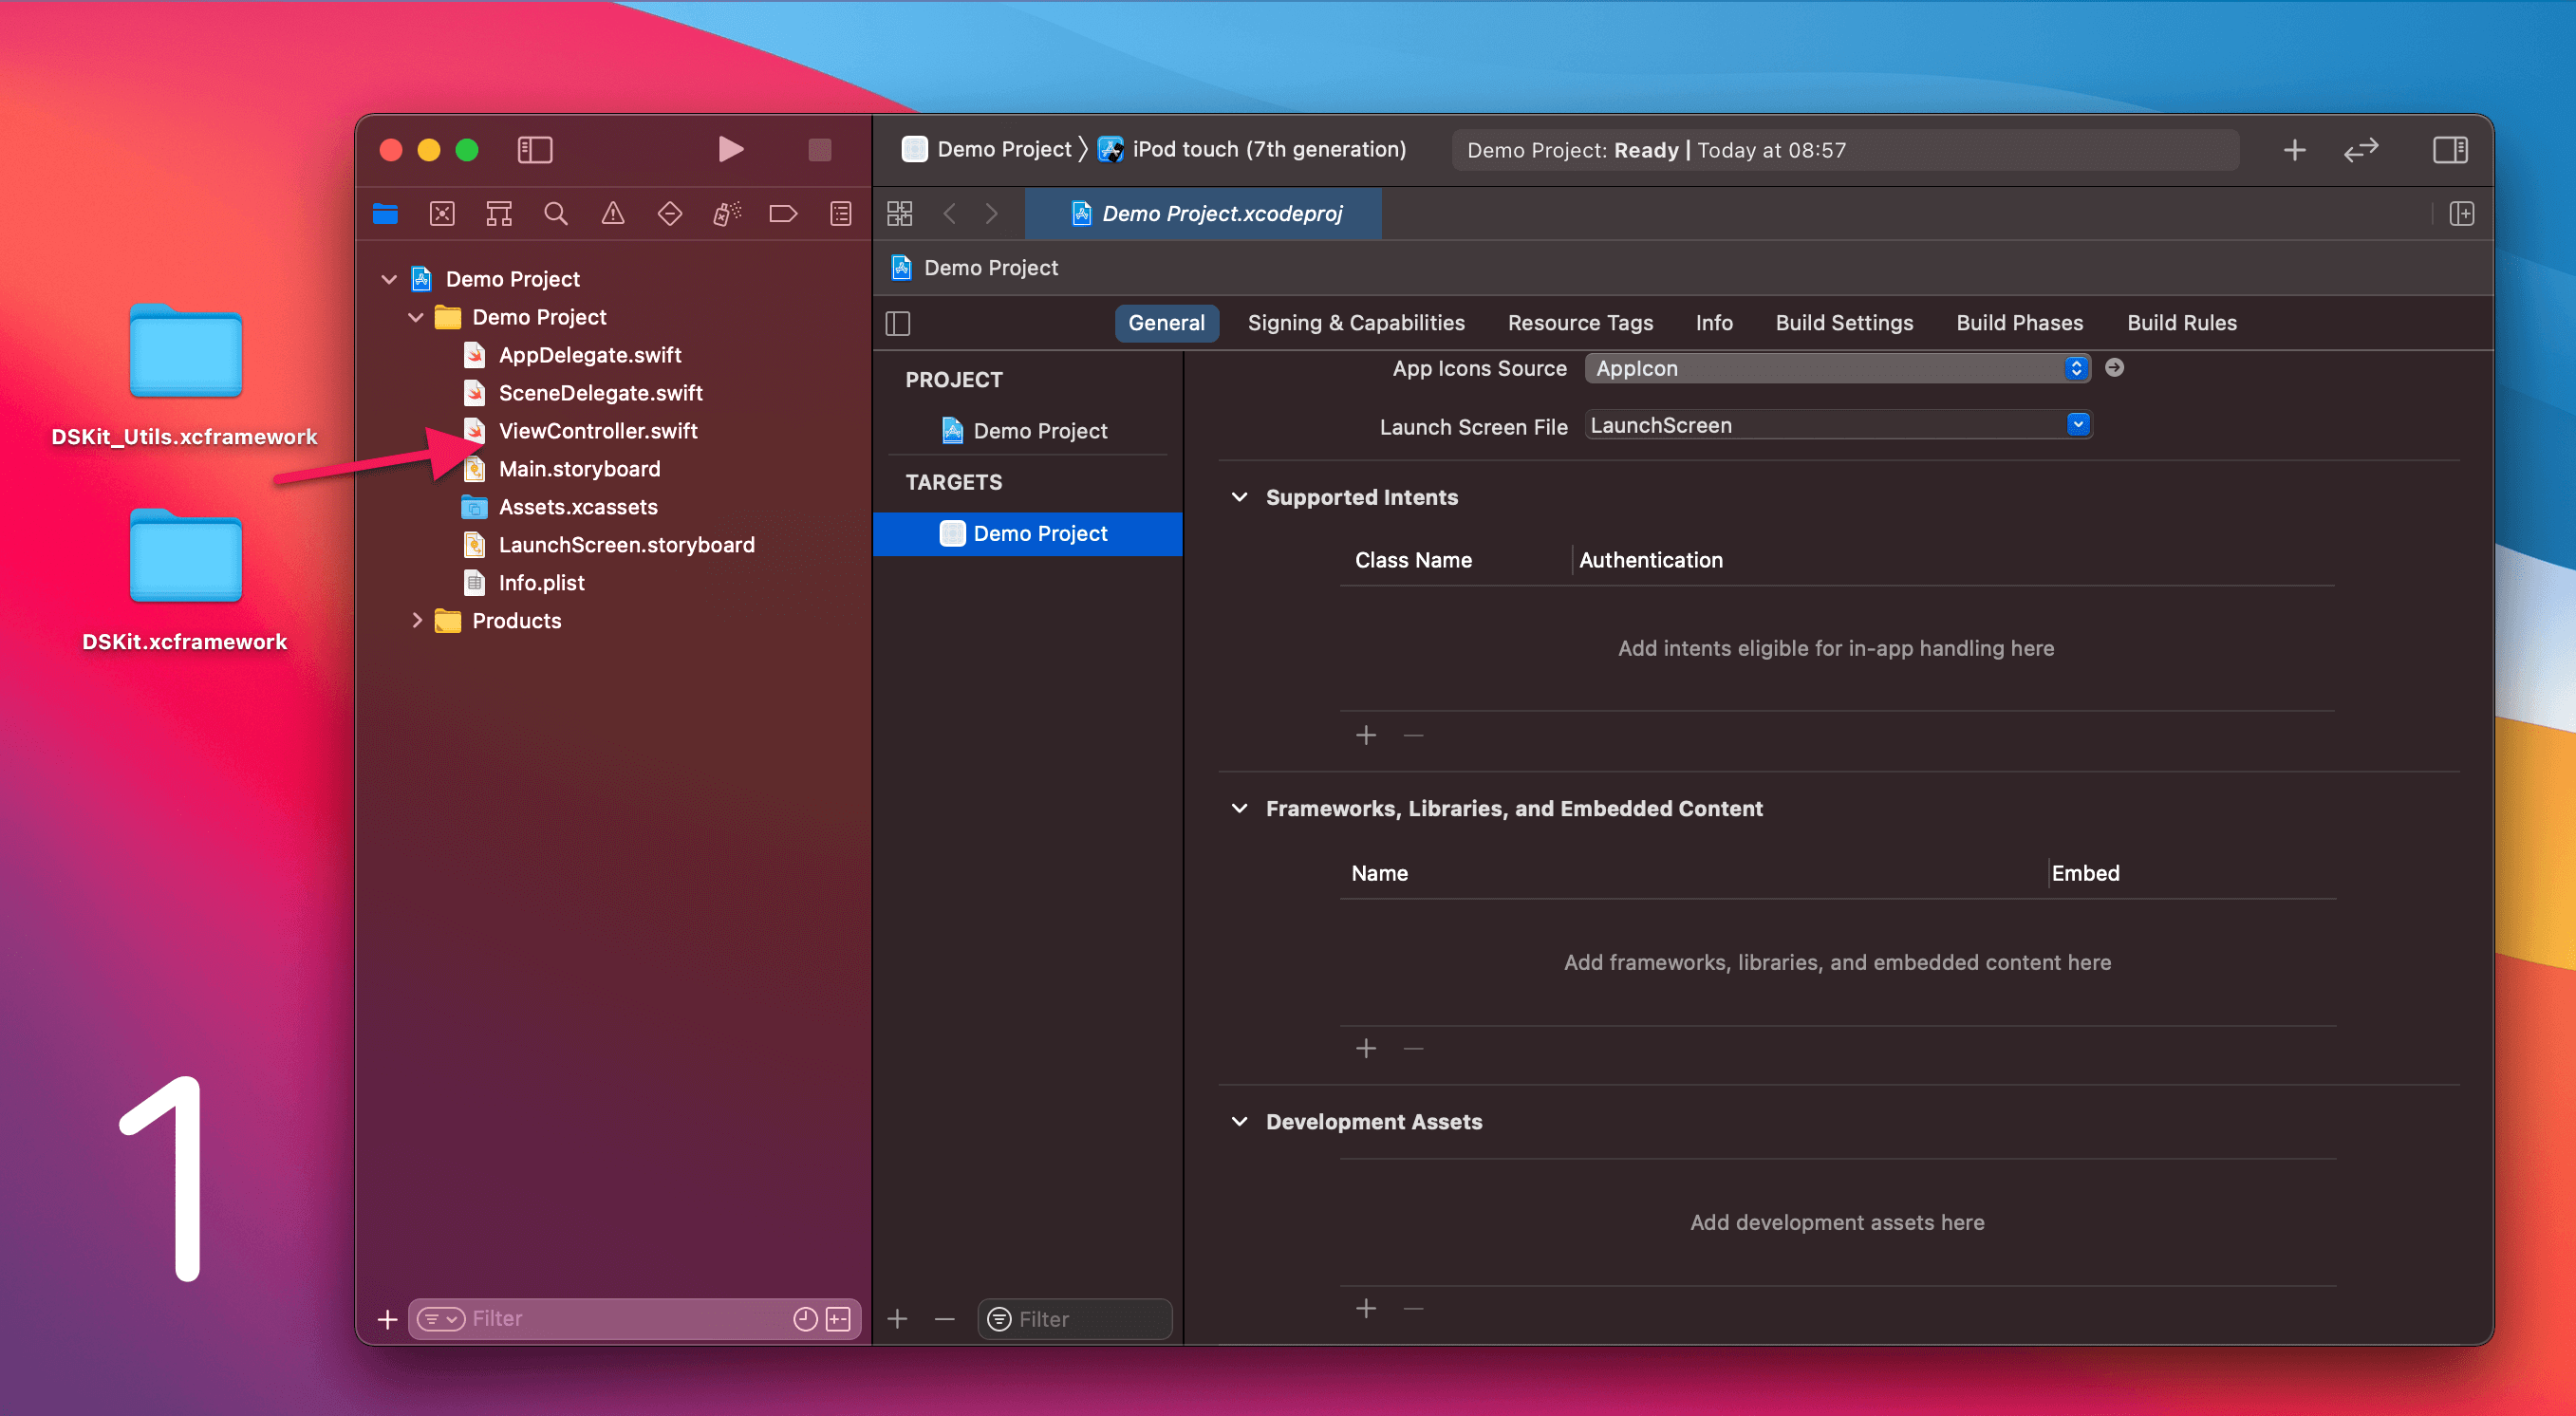 Demo Project 〉 iPod touch (7th generation)
Demo Project: Ready | Today at 08:57
Demo Project.xcodeproj
Demo Project
General Signing & Capabilities Resource Tags Info Build Settings Build Phases Build Rules
DSKit_Utils.xcframework
DSKit.xcframework
1
Demo Project
Demo Project
AppDelegate.swift
SceneDelegate.swift
ViewController.swift
Main.storyboard
Assets.xcassets
LaunchScreen.storyboard
Info.plist
Products
Filter
PROJECT
Demo Project
TARGETS
Demo Project
Filter
App Icons Source AppIcon
Launch Screen File LaunchScreen
Supported Intents
Class Name Authentication
Add intents eligible for in-app handling here
Frameworks, Libraries, and Embedded Content
Name Embed
Add frameworks, libraries, and embedded content here
Development Assets
Add development assets here